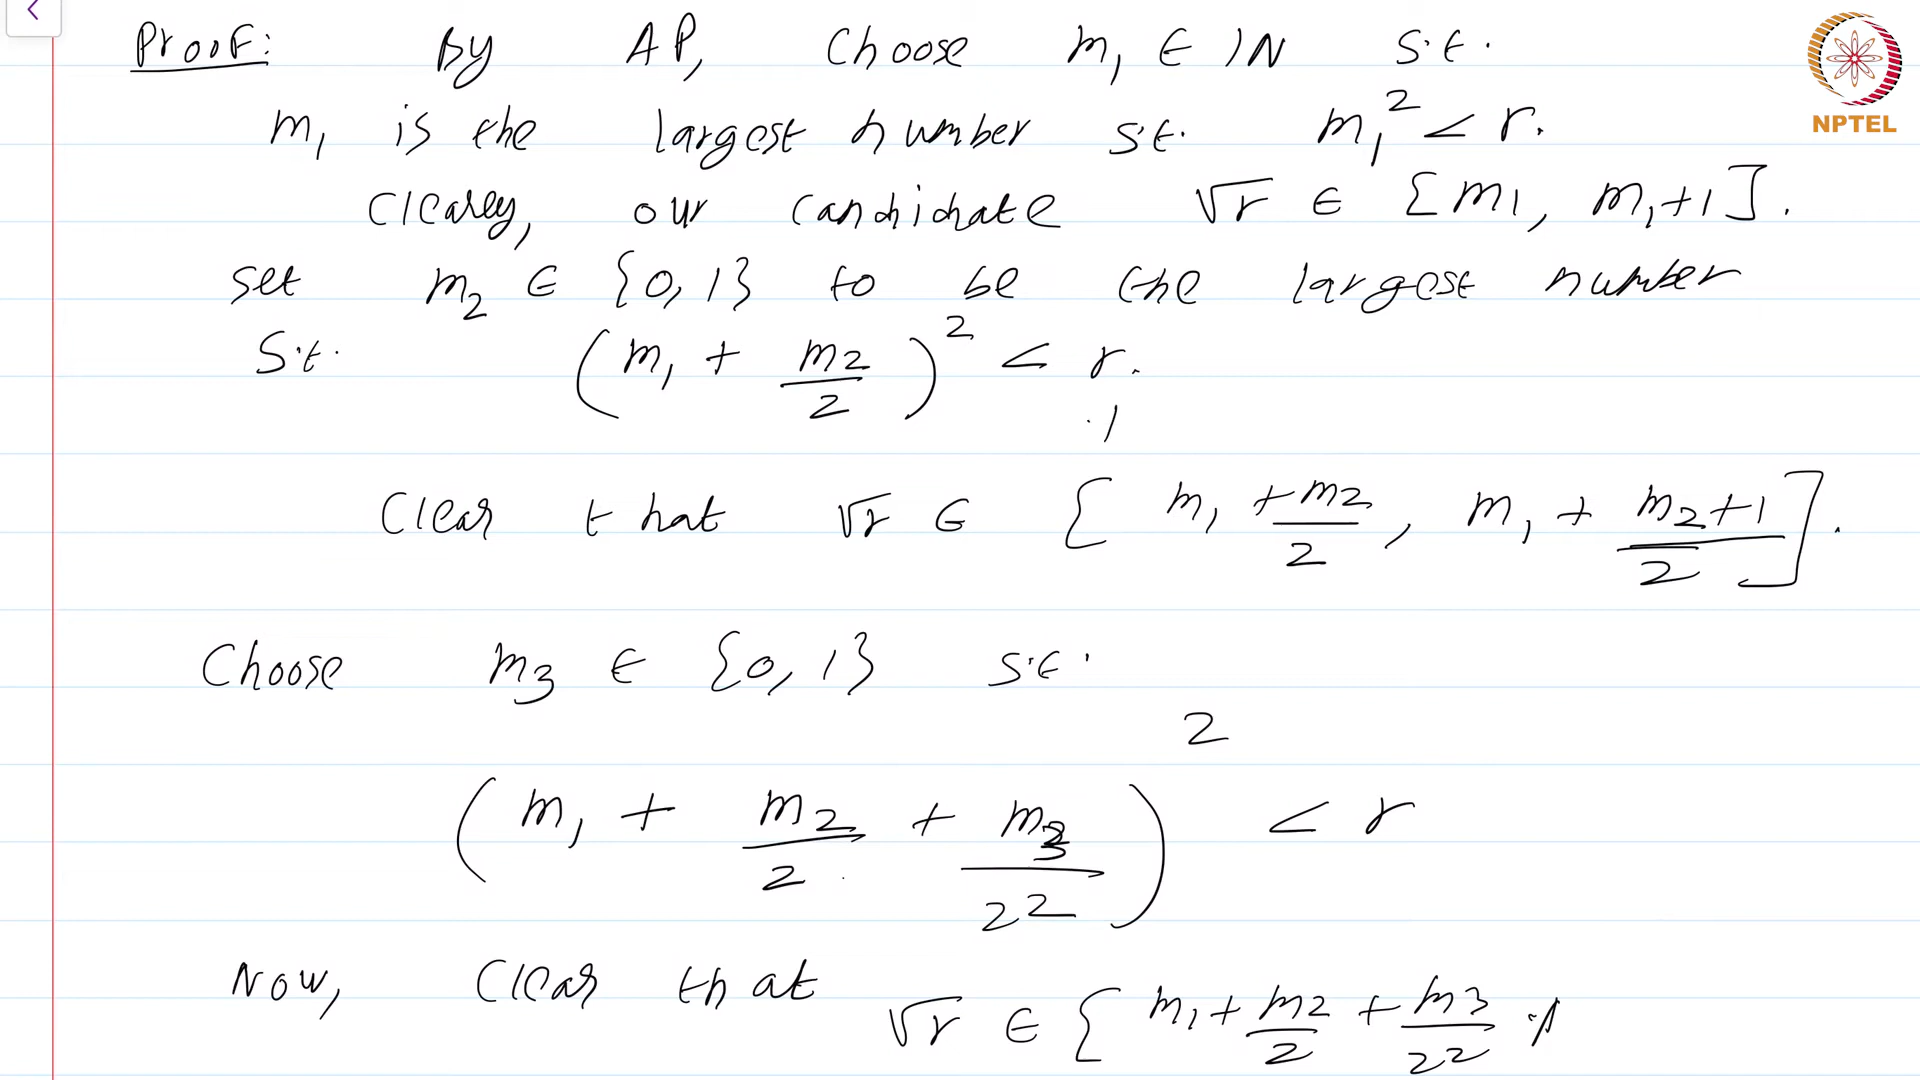 Proof: By AP, Choose m₁ ∈ ℕ s.t.
NPTEL
m₁ is the largest number s.t. m₁² < r.
Clearly, our candidate √r ∈ [m₁, m₁+1].
set m₂ ∈ {0, 1} to be the largest number
s.t. (m₁ + m₂/2)² < r.
Clear that √r ∈ [m₁ + m₂/2, m₁ + (m₂+1)/2].
Choose m₃ ∈ {0, 1} s.t.
(m₁ + m₂/2 + m₃/2²)² < r
Now, Clear that √r ∈ [m₁ + m₂/2 + m₃/2²